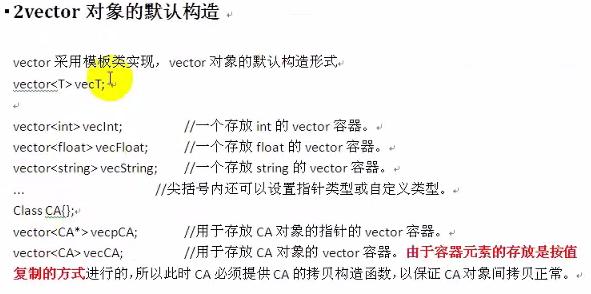 2vector 对象的默认构造
vector 采用模板类实现，vector 对象的默认构造形式
vector<T> vecT;
vector<int> vecInt; //一个存放 int 的 vector 容器。
vector<float> vecFloat; //一个存放 float 的 vector 容器。
vector<string> vecString; //一个存放 string 的 vector 容器。
... //尖括号内还可以设置指针类型或自定义类型。
Class CA{};
vector<CA*> vecpCA; //用于存放 CA 对象的指针的 vector 容器。
vector<CA> vecCA; //用于存放 CA 对象的 vector 容器。由于容器元素的存放是按值
复制的方式进行的，所以此时 CA 必须提供 CA 的拷贝构造函数，以保证 CA 对象间拷贝正常。